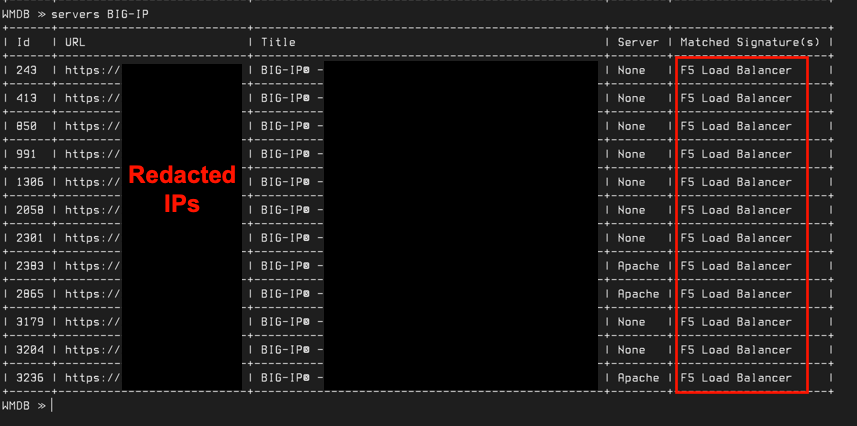 WMDB » servers BIG-IP
| Id | URL | Title | Server | Matched Signature(s) |
| 243 | https:// | BIG-IP® - | None | F5 Load Balancer |
| 413 | https:// | BIG-IP® - | None | F5 Load Balancer |
| 850 | https:// | BIG-IP® - | None | F5 Load Balancer |
| 991 | https:// | BIG-IP® - | None | F5 Load Balancer |
| 1306 | https:// | BIG-IP® - | None | F5 Load Balancer |
| 2058 | https:// | BIG-IP® - | None | F5 Load Balancer |
| 2301 | https:// | BIG-IP® - | None | F5 Load Balancer |
| 2383 | https:// | BIG-IP® - | Apache | F5 Load Balancer |
| 2865 | https:// | BIG-IP® - | Apache | F5 Load Balancer |
| 3179 | https:// | BIG-IP® - | None | F5 Load Balancer |
| 3204 | https:// | BIG-IP® - | None | F5 Load Balancer |
| 3236 | https:// | BIG-IP® - | Apache | F5 Load Balancer |
Redacted
IPs
WMDB »